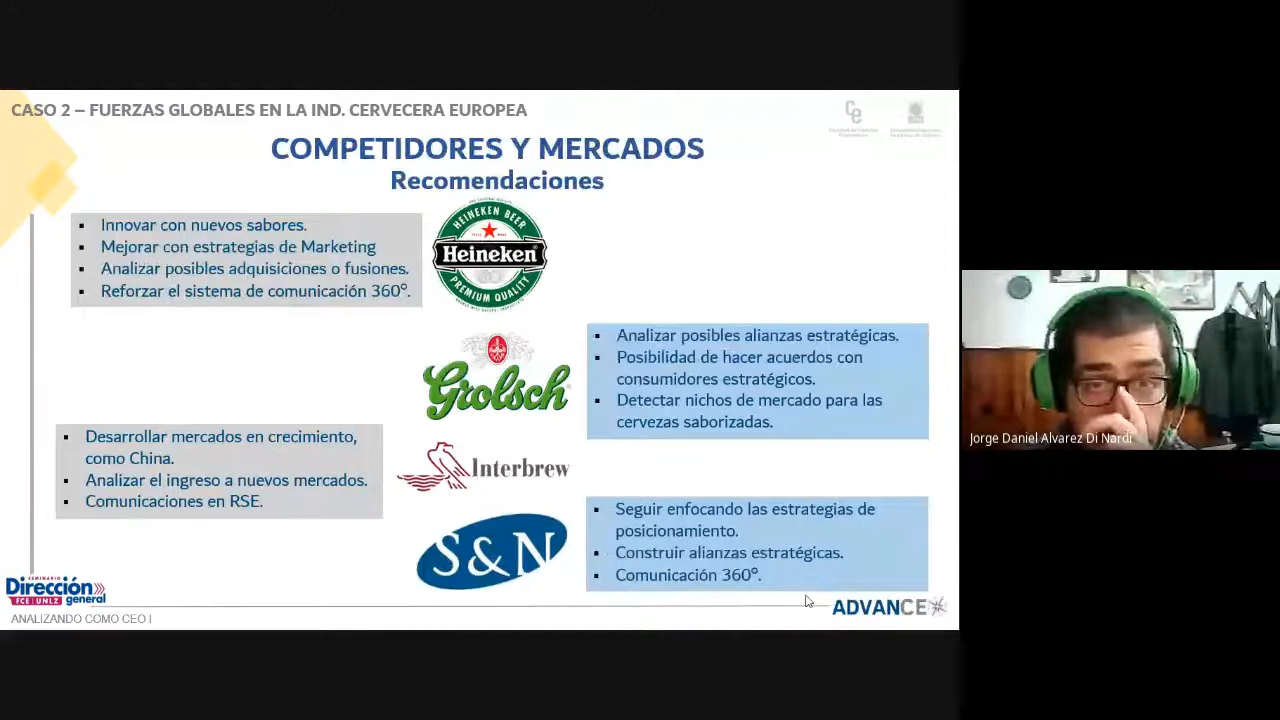 CASO 2 – FUERZAS GLOBALES EN LA IND. CERVECERA EUROPEA
COMPETIDORES Y MERCADOS
Recomendaciones
▪ Innovar con nuevos sabores.
▪ Mejorar con estrategias de Marketing
▪ Analizar posibles adquisiciones o fusiones.
▪ Reforzar el sistema de comunicación 360°.
HEINEKEN BEER
Heineken
PREMIUM QUALITY
Grolsch
▪ Analizar posibles alianzas estratégicas.
▪ Posibilidad de hacer acuerdos con
consumidores estratégicos.
▪ Detectar nichos de mercado para las
cervezas saborizadas.
▪ Desarrollar mercados en crecimiento,
como China.
▪ Analizar el ingreso a nuevos mercados.
▪ Comunicaciones en RSE.
Interbrew
S&N
▪ Seguir enfocando las estrategias de
posicionamiento.
▪ Construir alianzas estratégicas.
▪ Comunicación 360°.
SEMINARIO
Dirección
FCE UNLZ general
ANALIZANDO COMO CEO I
ADVANCE
Jorge Daniel Alvarez Di Nardi